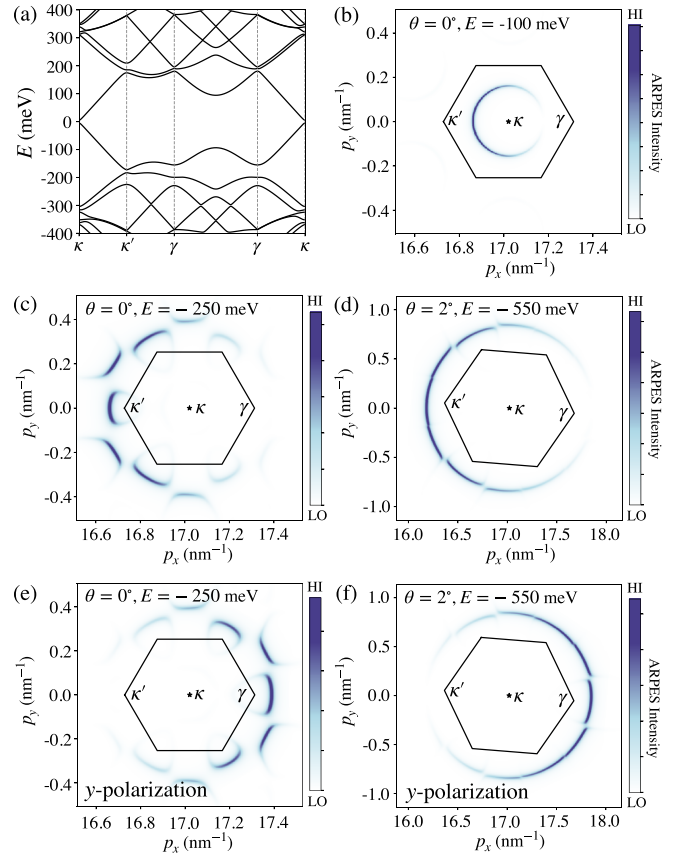 (a)
400
300
200
100
0
-100
-200
-300
-400
E (meV)
κ κ′ γ γ κ
(b)
θ = 0°, E = -100 meV
0.4
0.2
0.0
-0.2
-0.4
p_y (nm⁻¹)
κ′ κ γ
16.6 17.0 17.4
p_x (nm⁻¹)
HI
ARPES Intensity
LO
(c)
θ = 0°, E = − 250 meV
0.4
0.2
0.0
-0.2
-0.4
p_y (nm⁻¹)
κ′ κ γ
16.6 16.8 17.0 17.2 17.4
p_x (nm⁻¹)
HI
LO
(d)
θ = 2°, E = − 550 meV
1.0
0.5
0.0
-0.5
-1.0
p_y (nm⁻¹)
κ′ κ γ
16.0 16.5 17.0 17.5 18.0
p_x (nm⁻¹)
HI
ARPES Intensity
LO
(e)
θ = 0°, E = − 250 meV
0.4
0.2
0.0
-0.2
-0.4
p_y (nm⁻¹)
κ′ κ γ
y-polarization
16.6 16.8 17.0 17.2 17.4
p_x (nm⁻¹)
HI
LO
(f)
θ = 2°, E = − 550 meV
1.0
0.5
0.0
-0.5
-1.0
p_y (nm⁻¹)
κ′ κ γ
y-polarization
16.0 16.5 17.0 17.5 18.0
p_x (nm⁻¹)
HI
ARPES Intensity
LO